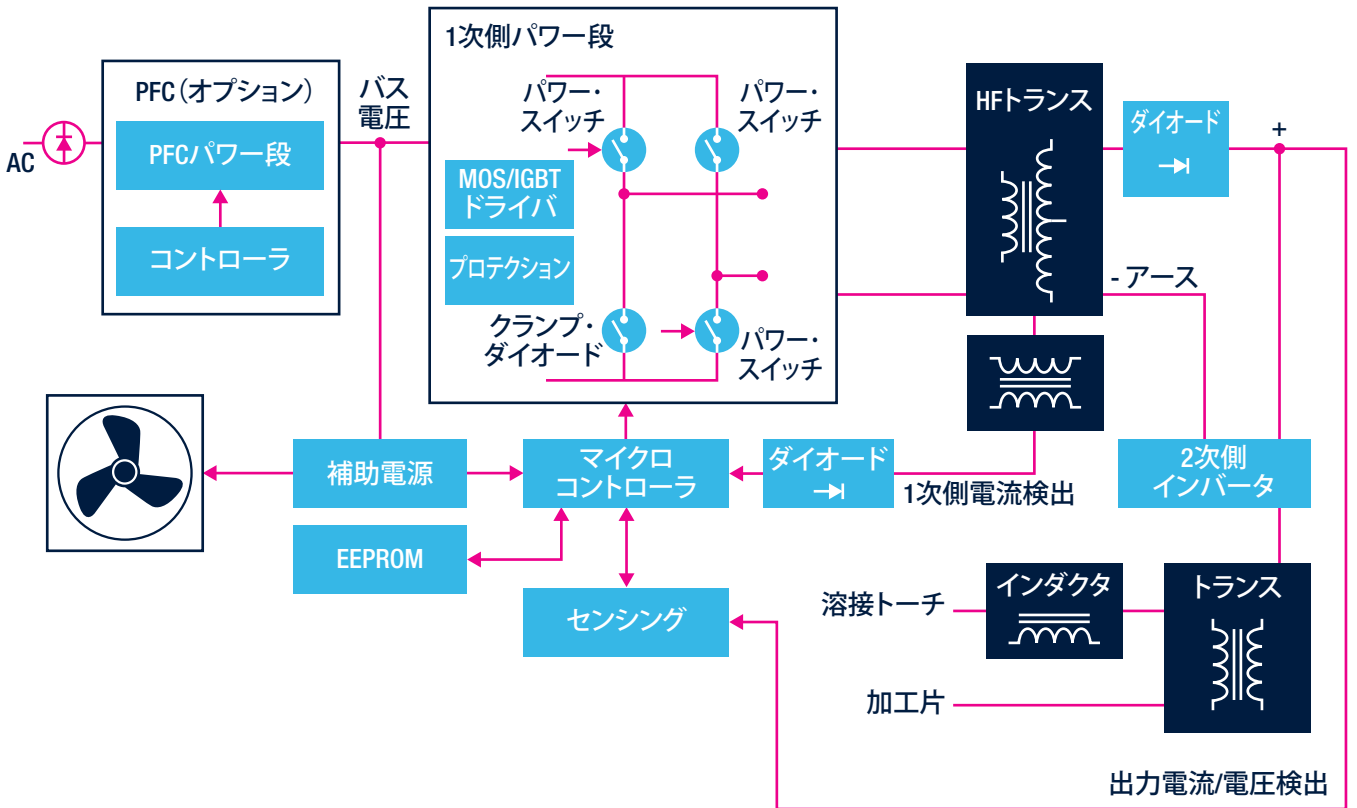 1次側パワー段
PFC(オプション)
バス
電圧
パワー・
スイッチ
パワー・
スイッチ
HFトランス
ダイオード
+
AC
PFCパワー段
MOS/IGBT
ドライバ
コントローラ
プロテクション
- アース
クランプ・
ダイオード
パワー・
スイッチ
補助電源
マイクロ
コントローラ
ダイオード
1次側電流検出
2次側
インバータ
EEPROM
センシング
溶接トーチ
インダクタ
トランス
加工片
出力電流/電圧検出